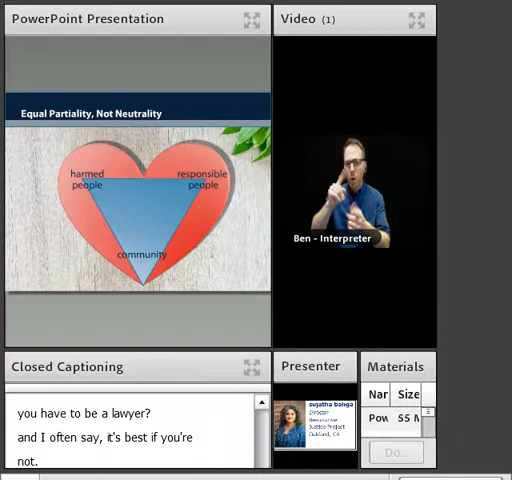 PowerPoint Presentation
Equal Partiality, Not Neutrality
harmed
people
responsible
people
community
Video (1)
Ben - Interpreter
Closed Captioning
you have to be a lawyer?
and I often say, it's best if you're
not.
Presenter
sujatha baliga
Director
Restorative
Justice Project
Oakland, CA
Materials
Nar Size
Pow 55 M
Do...